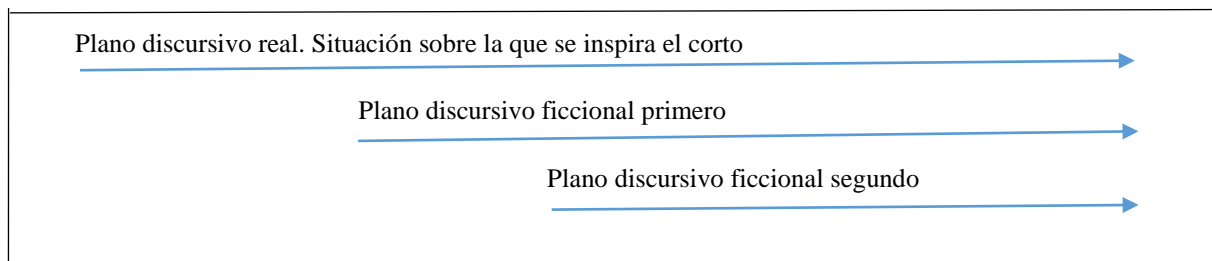 Plano discursivo real. Situación sobre la que se inspira el corto
Plano discursivo ficcional primero
Plano discursivo ficcional segundo